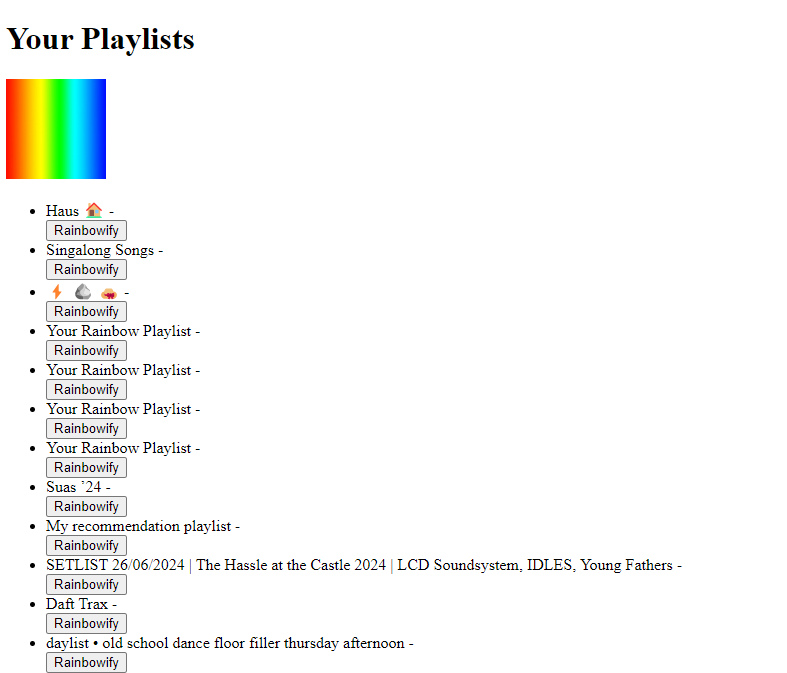 Your Playlists
Haus 🏠 -
Rainbowify
Singalong Songs -
Rainbowify
⚡ 🪨 🥪 -
Rainbowify
Your Rainbow Playlist -
Rainbowify
Your Rainbow Playlist -
Rainbowify
Your Rainbow Playlist -
Rainbowify
Your Rainbow Playlist -
Rainbowify
Suas ’24 -
Rainbowify
My recommendation playlist -
Rainbowify
SETLIST 26/06/2024 | The Hassle at the Castle 2024 | LCD Soundsystem, IDLES, Young Fathers -
Rainbowify
Daft Trax -
Rainbowify
daylist • old school dance floor filler thursday afternoon -
Rainbowify